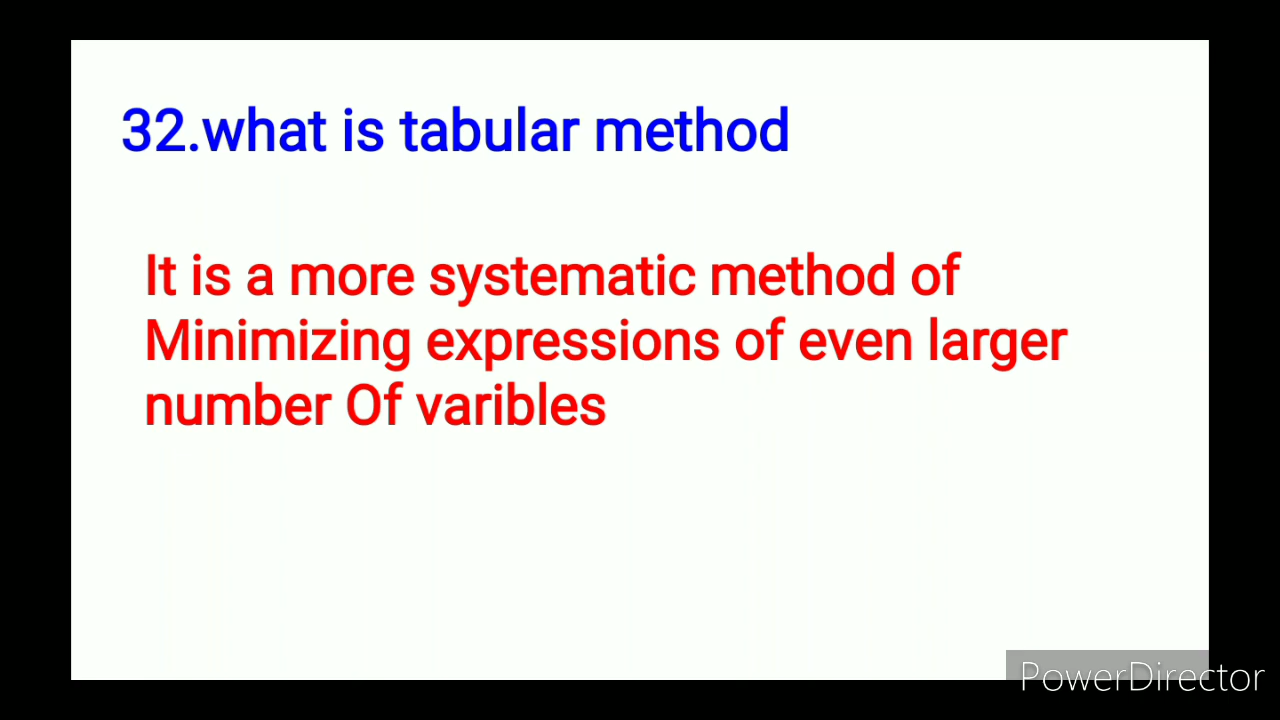 32.what is tabular method
It is a more systematic method of
Minimizing expressions of even larger
number Of varibles
PowerDirector